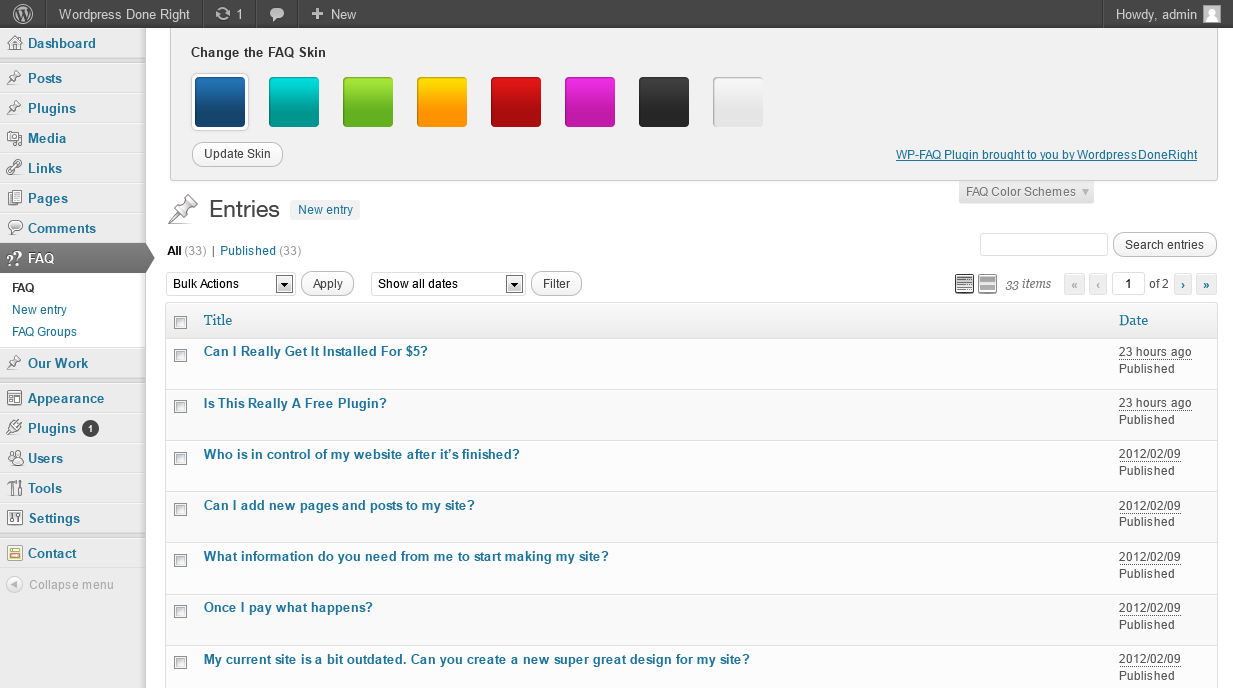 Wordpress Done Right 1 + New Howdy, admin
Dashboard
Posts
Plugins
Media
Links
Pages
Comments
?? FAQ
FAQ
New entry
FAQ Groups
Our Work
Appearance
Plugins 1
Users
Tools
Settings
Contact
Collapse menu
Change the FAQ Skin
Update Skin WP-FAQ Plugin brought to you by WordpressDoneRight
FAQ Color Schemes
Entries New entry
All (33) | Published (33) Search entries
Bulk Actions Apply Show all dates Filter 33 items « ‹ 1 of 2 › »
Title Date
Can I Really Get It Installed For $5? 23 hours ago
Published
Is This Really A Free Plugin? 23 hours ago
Published
Who is in control of my website after it’s finished? 2012/02/09
Published
Can I add new pages and posts to my site? 2012/02/09
Published
What information do you need from me to start making my site? 2012/02/09
Published
Once I pay what happens? 2012/02/09
Published
My current site is a bit outdated. Can you create a new super great design for my site? 2012/02/09
Published